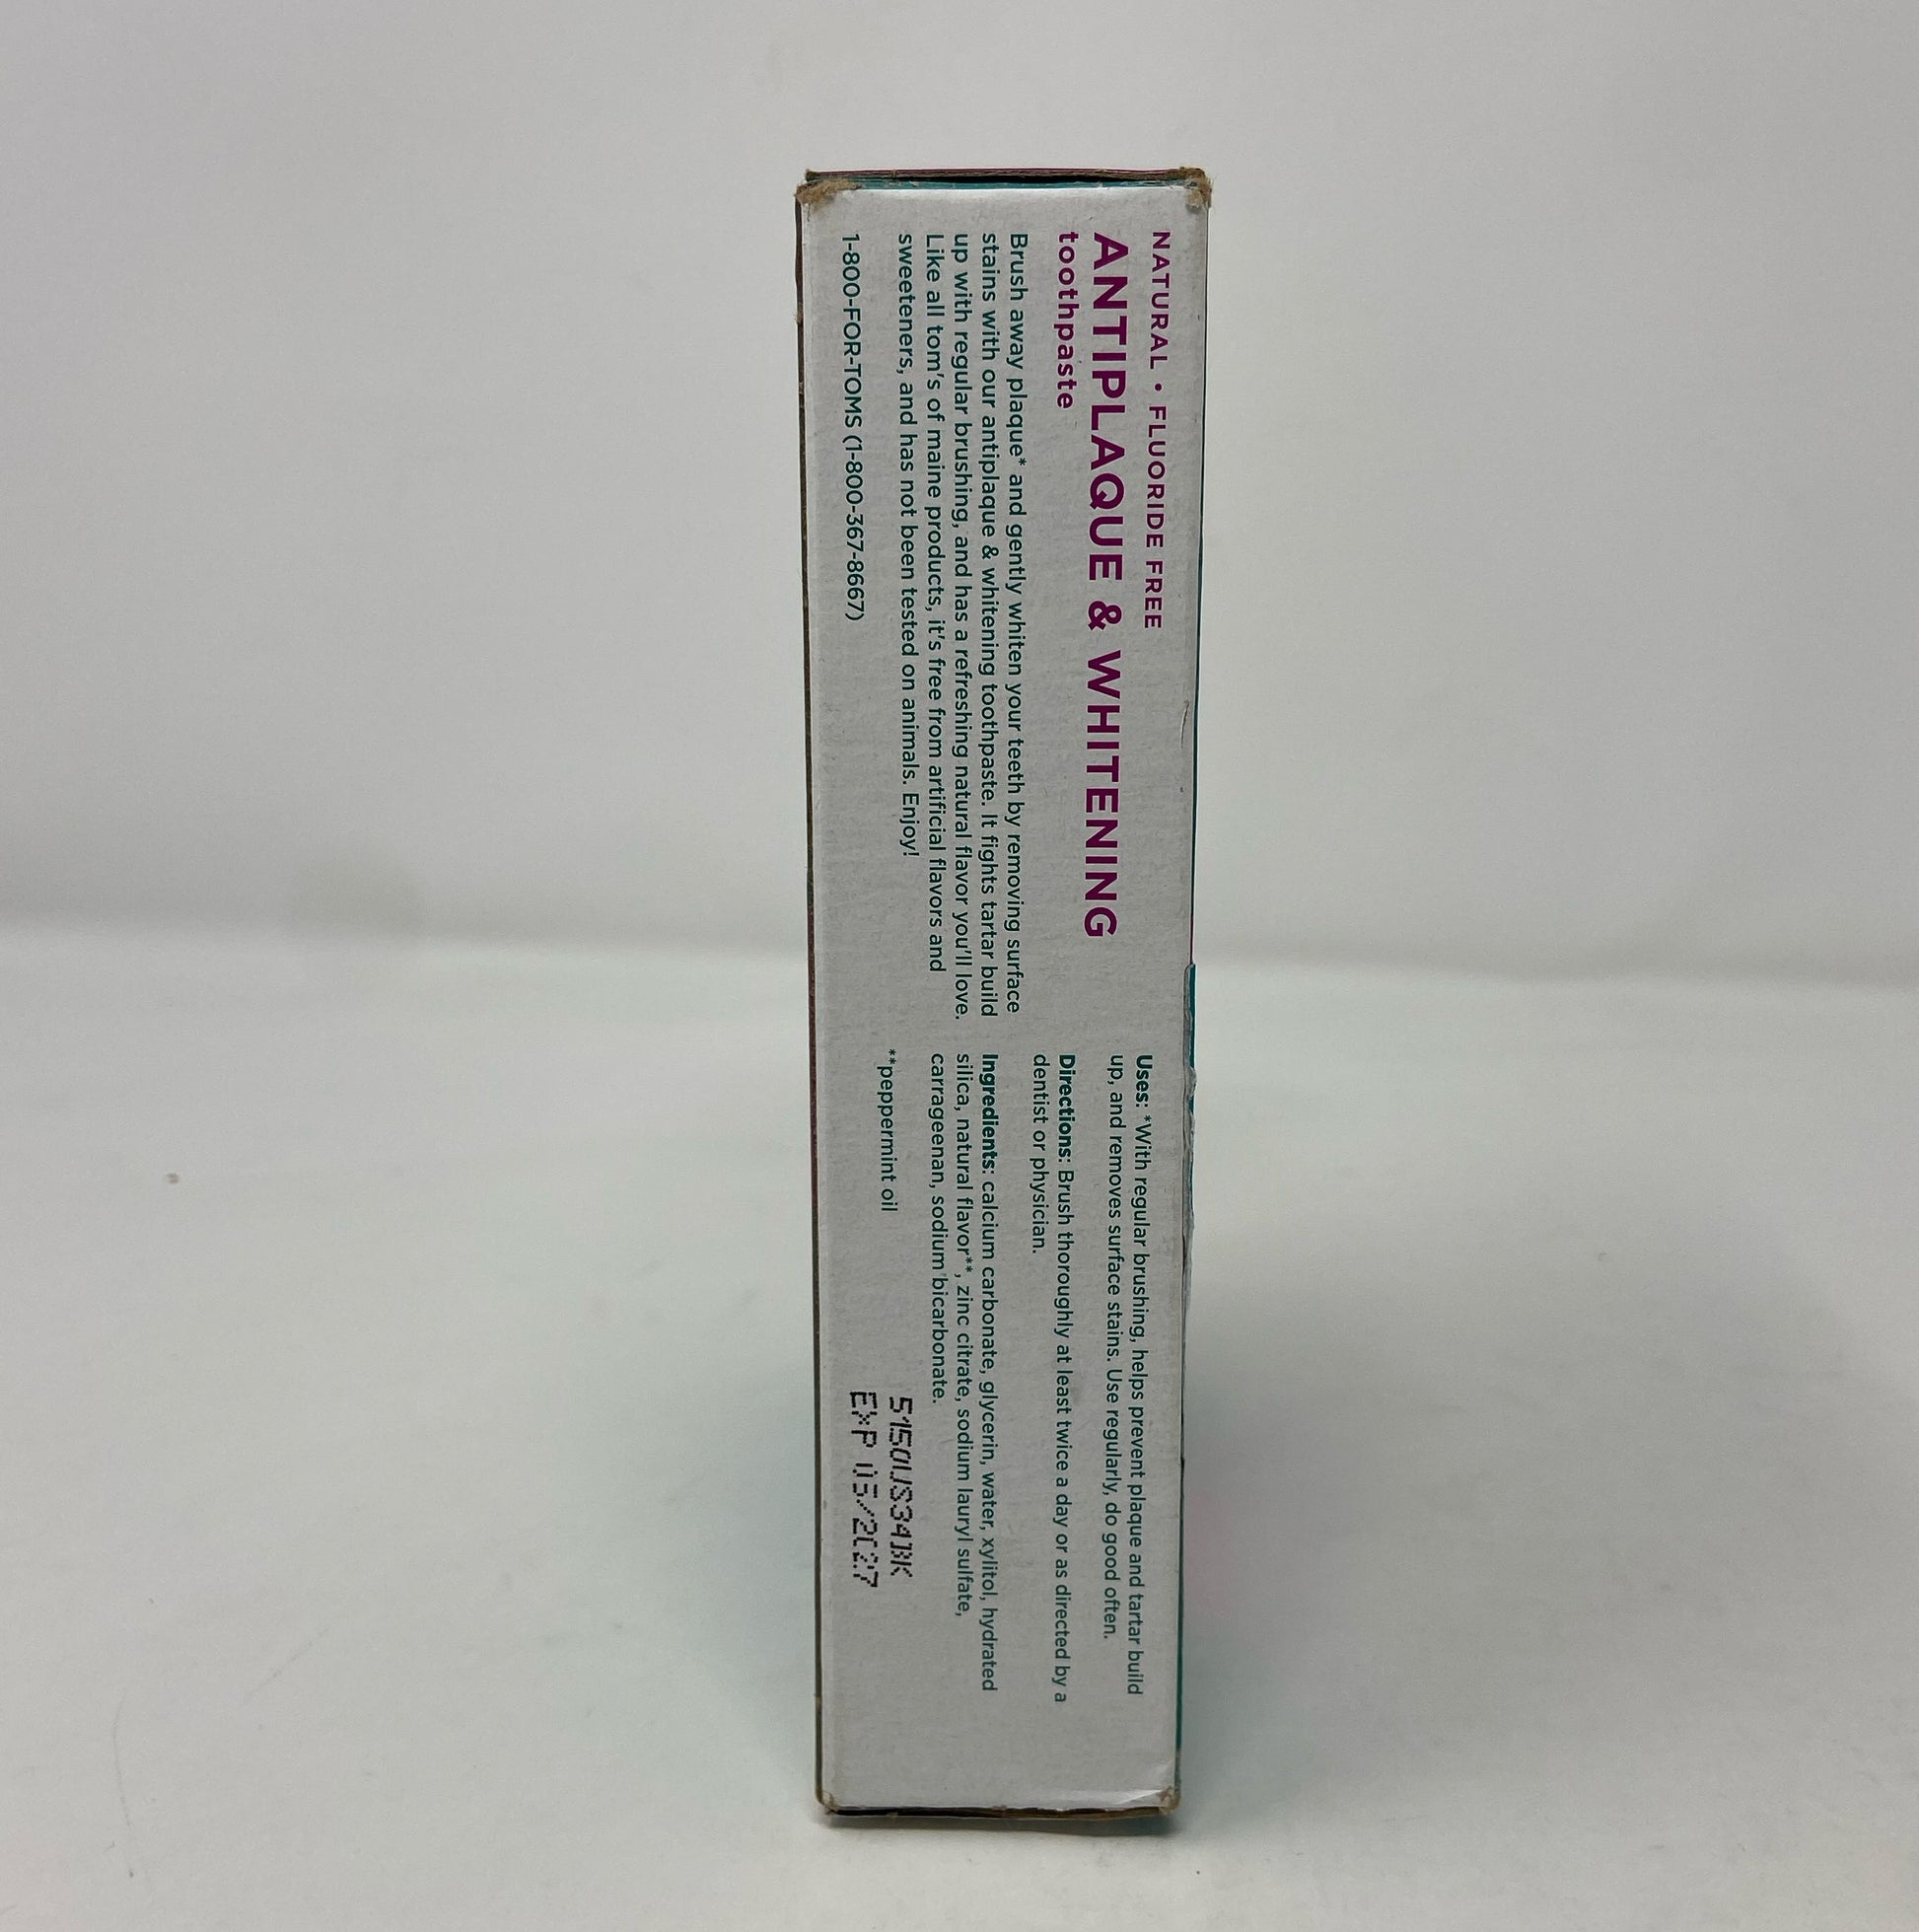 NATURAL • FLUORIDE FREE
ANTIPLAQUE & WHITENING
toothpaste
Brush away plaque* and gently whiten your teeth by removing surface
stains with our antiplaque & whitening toothpaste. It fights tartar build
up with regular brushing, and has a refreshing natural flavor you'll love.
Like all tom's of maine products, it's free from artificial flavors and
sweeteners, and has not been tested on animals. Enjoy!
1-800-FOR-TOMS (1-800-367-8667)
Uses: *With regular brushing, helps prevent plaque and tartar build
up, and removes surface stains. Use regularly, do good often.
Directions: Brush thoroughly at least twice a day or as directed by a
dentist or physician.
Ingredients: calcium carbonate, glycerin, water, xylitol, hydrated
silica, natural flavor**, zinc citrate, sodium lauryl sulfate,
carrageenan, sodium bicarbonate.
**peppermint oil
5150US34BK
EXP 05/2027